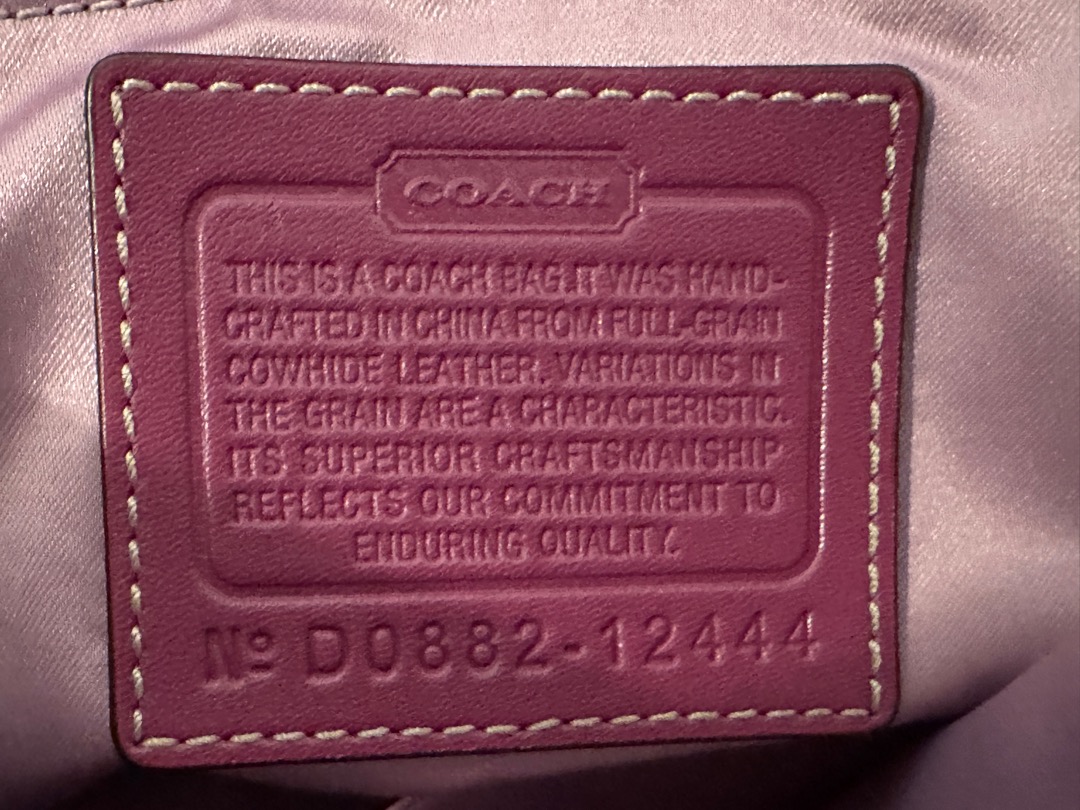 COACH
THIS IS A COACH BAG. IT WAS HAND-
CRAFTED IN CHINA FROM FULL-GRAIN
COWHIDE LEATHER. VARIATIONS IN
THE GRAIN ARE A CHARACTERISTIC.
ITS SUPERIOR CRAFTSMANSHIP
REFLECTS OUR COMMITMENT TO
ENDURING QUALITY.
Nº D0882-12444